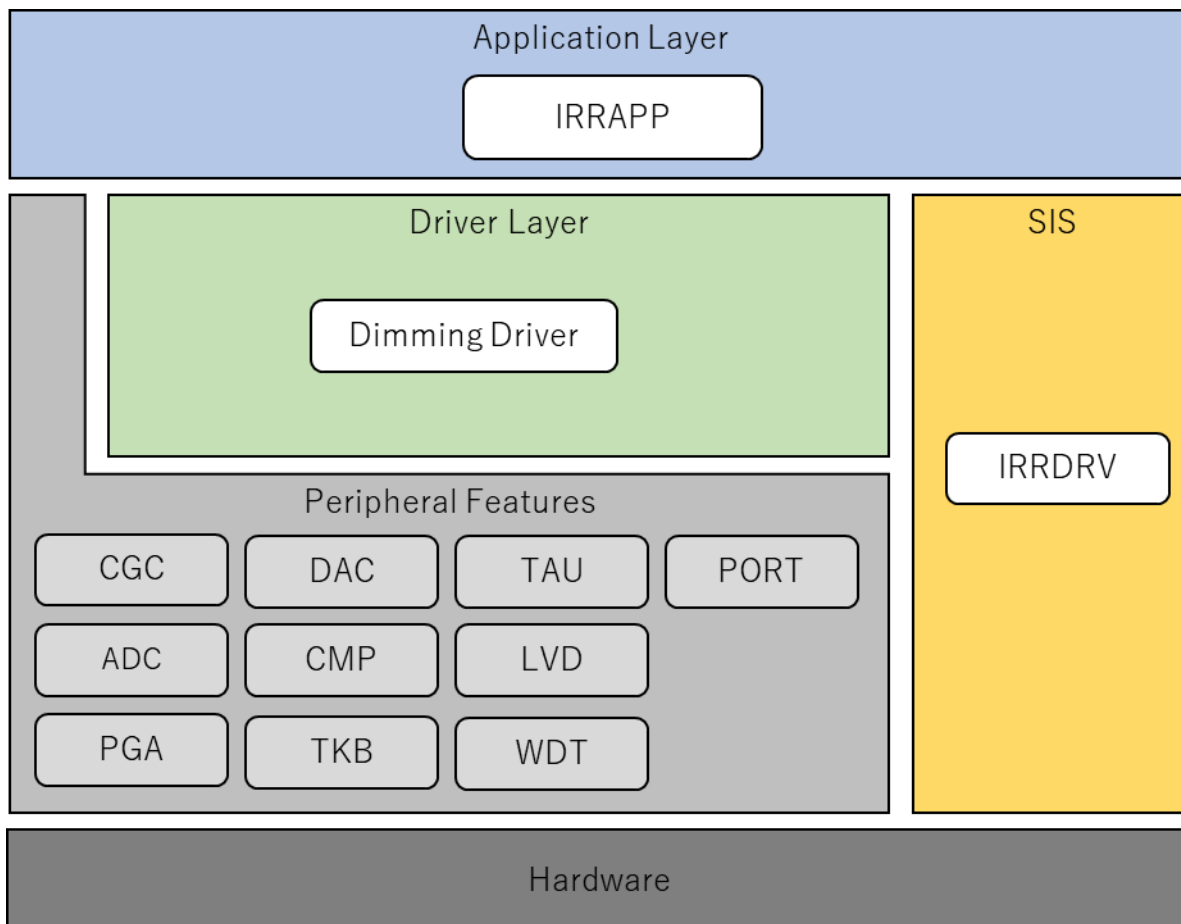 Application Layer
IRRAPP
Driver Layer
Dimming Driver
SIS
IRRDRV
Peripheral Features
CGC
DAC
TAU
PORT
ADC
CMP
LVD
PGA
TKB
WDT
Hardware